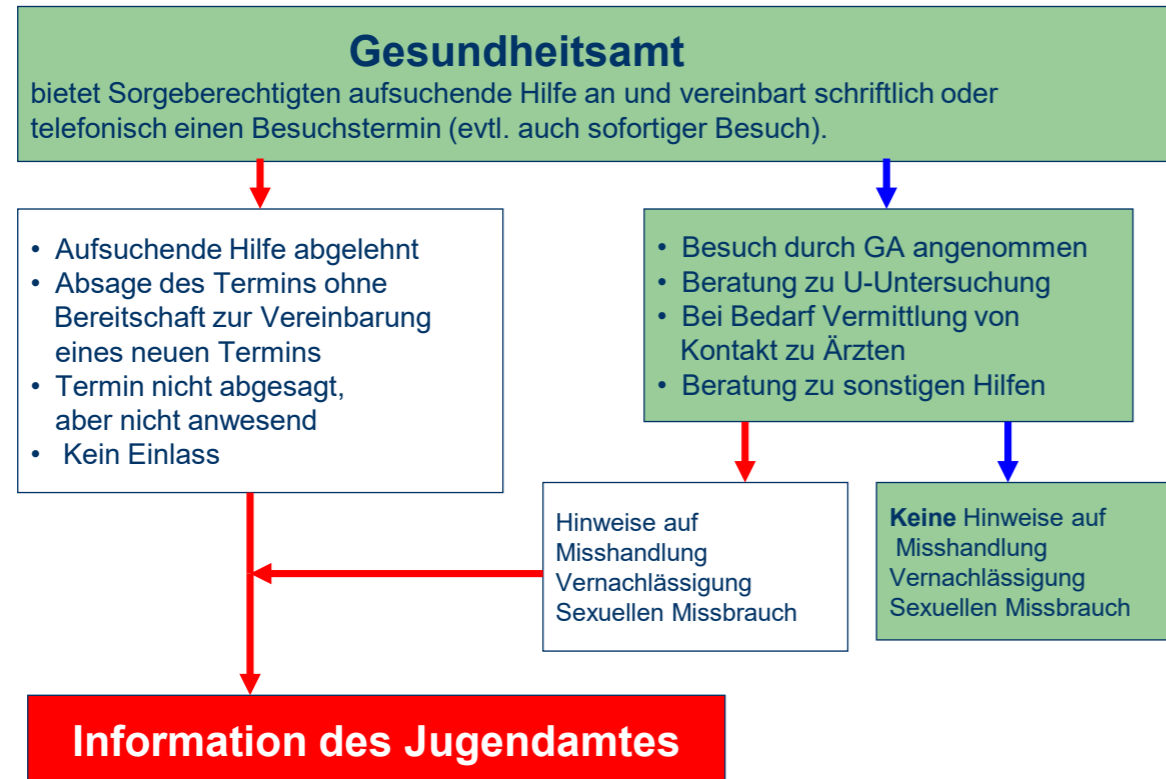 Gesundheitsamt
bietet Sorgeberechtigten aufsuchende Hilfe an und vereinbart schriftlich oder
telefonisch einen Besuchstermin (evtl. auch sofortiger Besuch).
• Aufsuchende Hilfe abgelehnt
• Absage des Termins ohne
Bereitschaft zur Vereinbarung
eines neuen Termins
• Termin nicht abgesagt,
aber nicht anwesend
• Kein Einlass
• Besuch durch GA angenommen
• Beratung zu U-Untersuchung
• Bei Bedarf Vermittlung von
Kontakt zu Ärzten
• Beratung zu sonstigen Hilfen
Hinweise auf
Misshandlung
Vernachlässigung
Sexuellen Missbrauch
Keine Hinweise auf
Misshandlung
Vernachlässigung
Sexuellen Missbrauch
Information des Jugendamtes